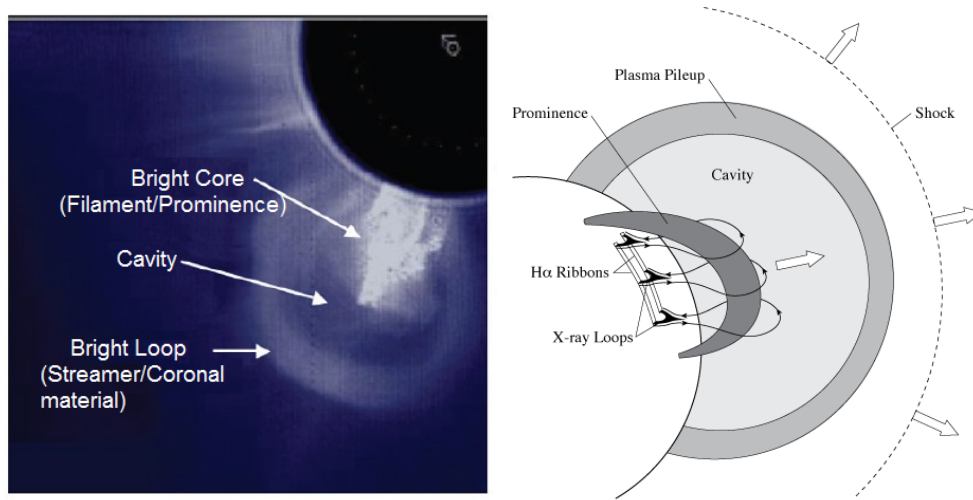 Bright Core
(Filament/Prominence)
Cavity
Bright Loop
(Streamer/Coronal
material)
Plasma Pileup
Prominence
Shock
Cavity
Hα Ribbons
X-ray Loops